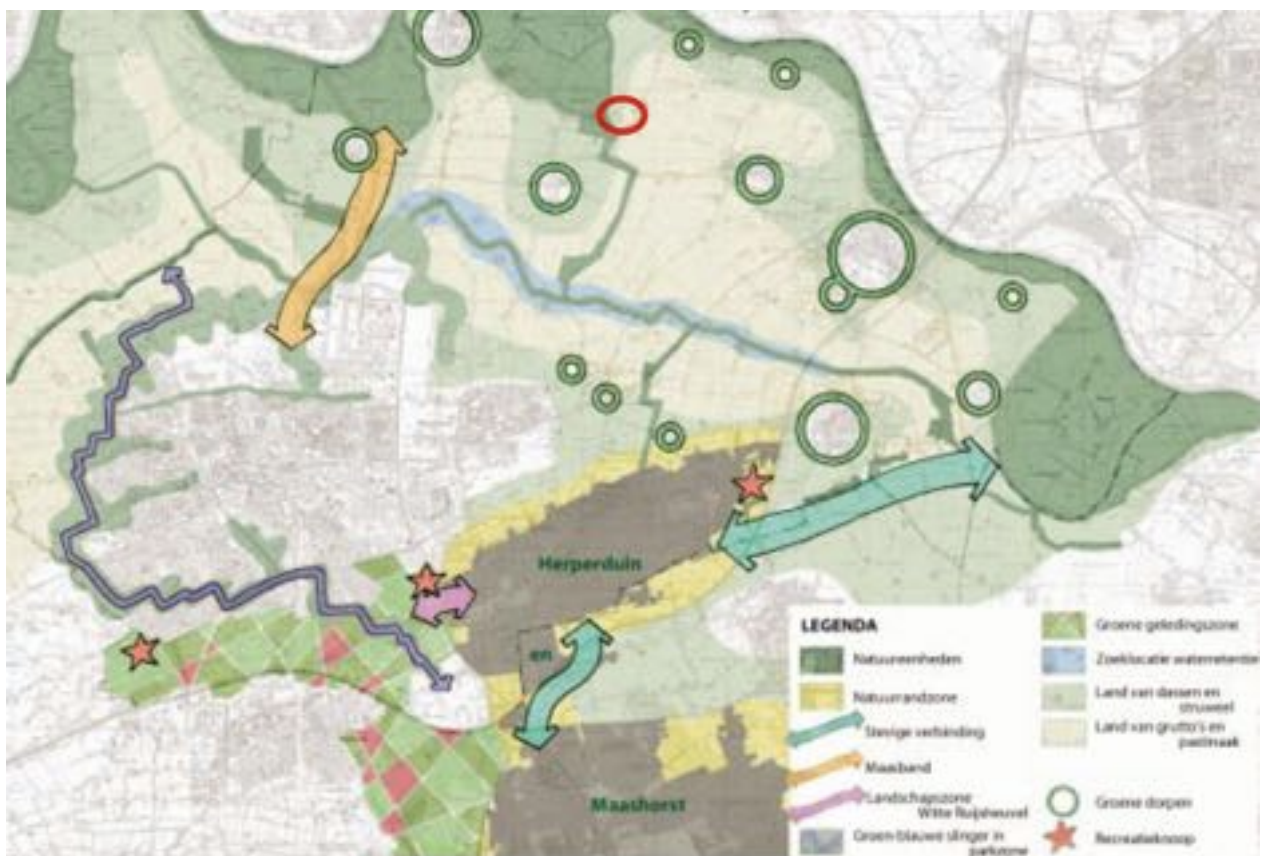 Herperduin
en
Maashorst
LEGENDA
Natuureenheden
Natuurrandzone
Stevige verbinding
Maasband
Landschapszone
Witte Ruijsheuvel
Groen-blauwe slinger in
parkzone
Groene geledingszone
Zoeklocatie waterretentie
Land van dassen en
struweel
Land van grutto's en
Groene dorpen
Recreatieknoop